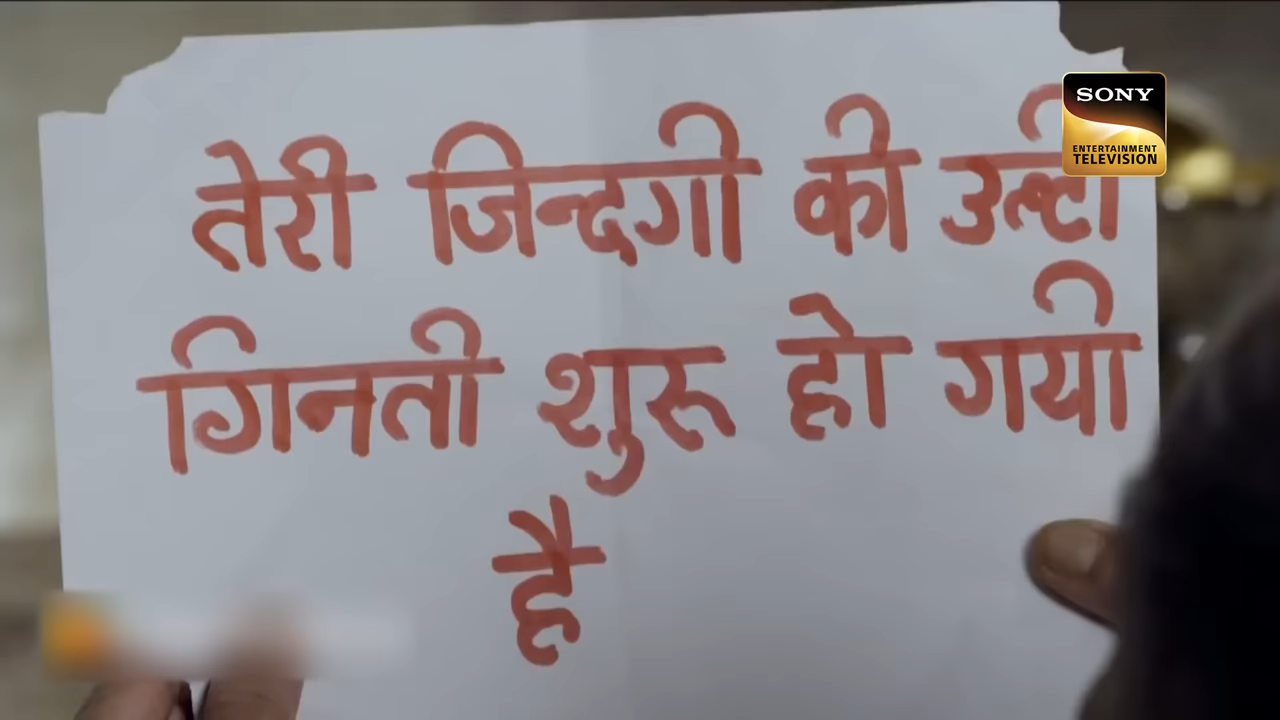 तेरी जिन्दगी की उल्टी
गिनती शुरू हो गयी
है
SONY
ENTERTAINMENT
TELEVISION